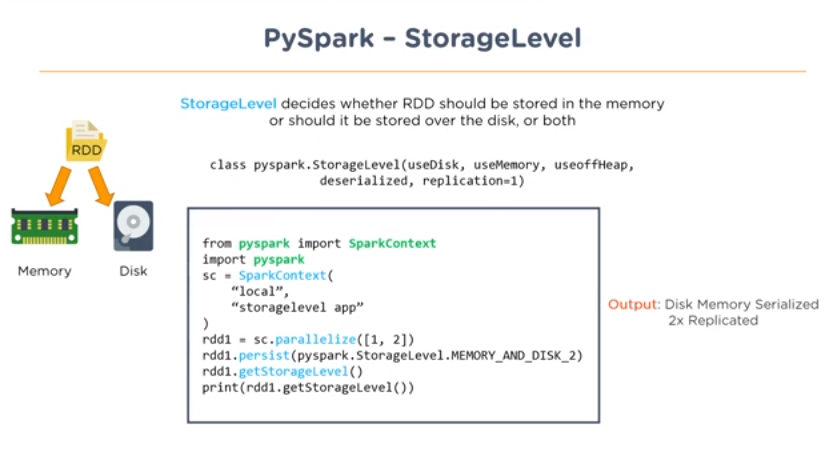 PySpark – StorageLevel
StorageLevel decides whether RDD should be stored in the memory
or should it be stored over the disk, or both
RDD
Memory
Disk
class pyspark.StorageLevel(useDisk, useMemory, useoffHeap,
deserialized, replication=1)
from pyspark import SparkContext
import pyspark
sc = SparkContext(
“local”,
“storagelevel app”
)
rdd1 = sc.parallelize([1, 2])
rdd1.persist(pyspark.StorageLevel.MEMORY_AND_DISK_2)
rdd1.getStorageLevel()
print(rdd1.getStorageLevel())
Output: Disk Memory Serialized
2x Replicated